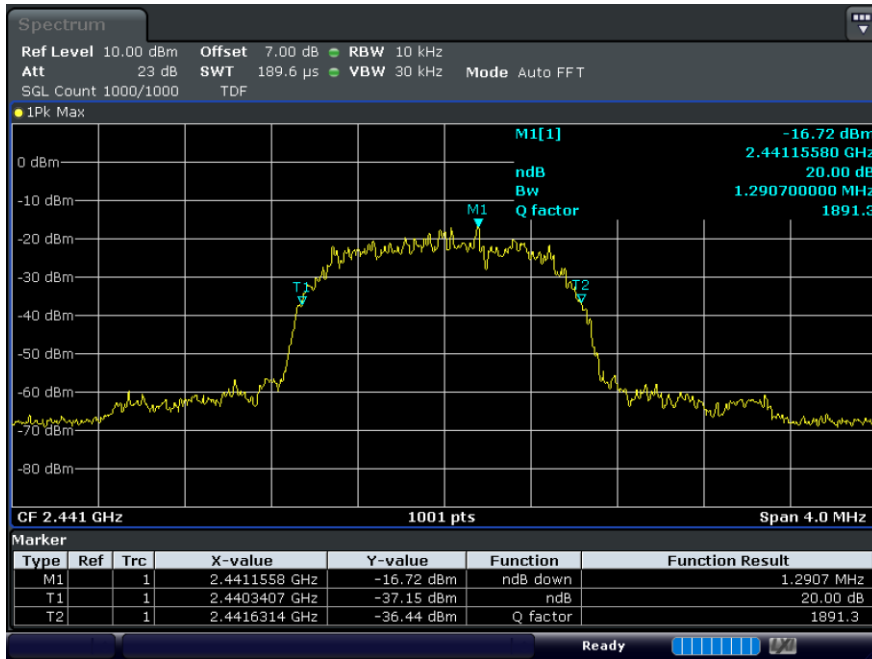 Spectrum
Ref Level 10.00 dBm Offset 7.00 dB RBW 10 kHz
Att 23 dB SWT 189.6 µs VBW 30 kHz Mode Auto FFT
SGL Count 1000/1000 TDF
1Pk Max
M1[1] -16.72 dBm
2.44115580 GHz
0 dBm
ndB 20.00 dB
Bw 1.290700000 MHz
-10 dBm
M1 Q factor 1891.3
-20 dBm
-30 dBm
T1 T2
-40 dBm
-50 dBm
-60 dBm
-70 dBm
-80 dBm
CF 2.441 GHz 1001 pts Span 4.0 MHz
Marker
Type Ref Trc X-value Y-value Function Function Result
M1 1 2.4411558 GHz -16.72 dBm ndB down 1.2907 MHz
T1 1 2.4403407 GHz -37.15 dBm ndB 20.00 dB
T2 1 2.4416314 GHz -36.44 dBm Q factor 1891.3
Ready